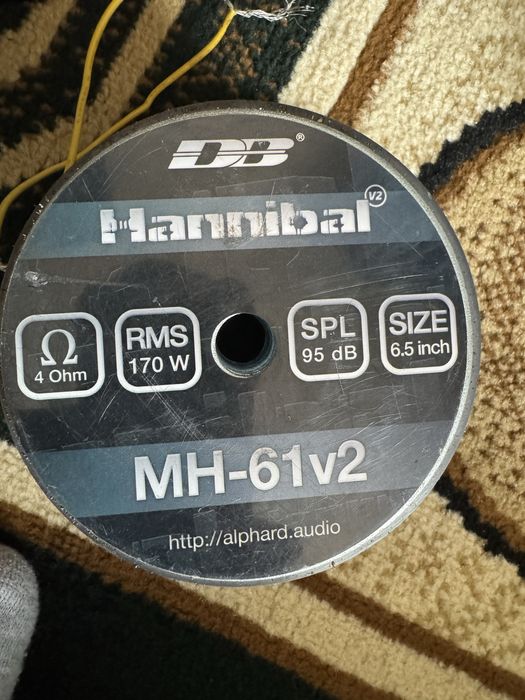 DB®
Hannibal V2
Ω
4 Ohm
RMS
170 W
SPL
95 dB
SIZE
6.5 inch
MH-61v2
http://alphard.audio